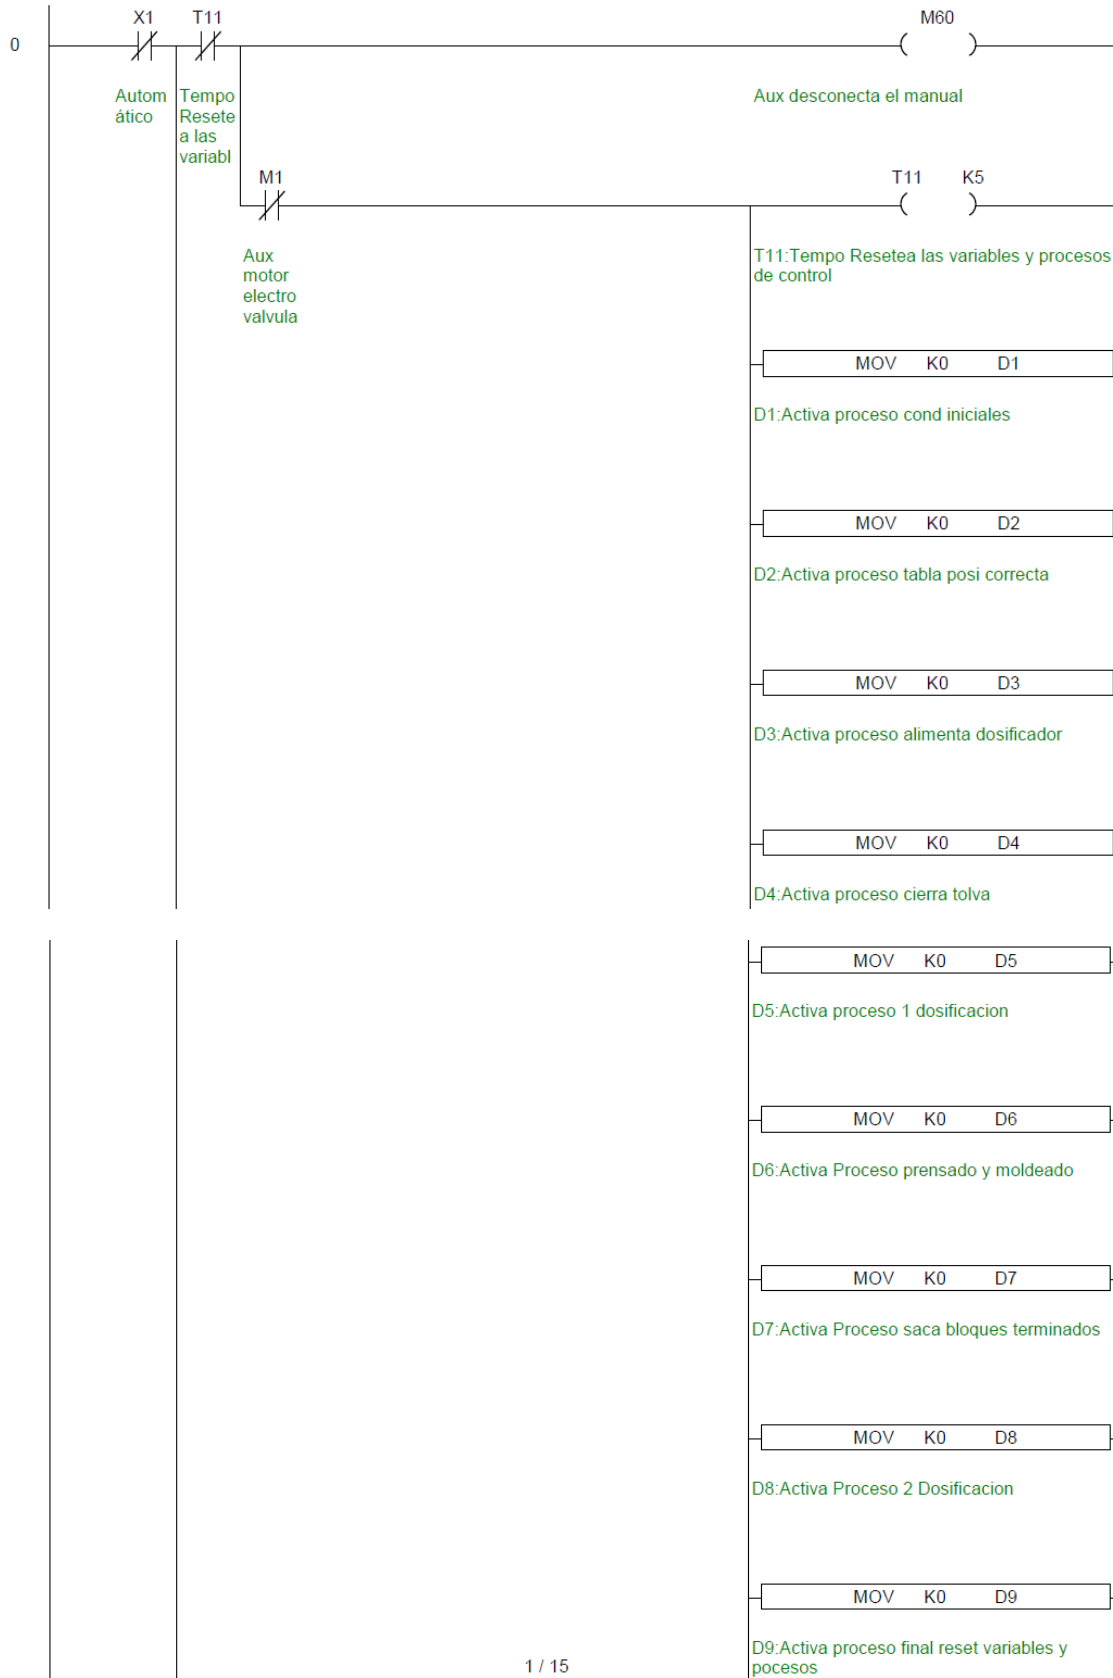 X1 T11 M60
0
Autom
ático
Tempo
Resete
a las
variabl
Aux desconecta el manual
M1 T11 K5
Aux
motor
electro
valvula
T11:Tempo Resetea las variables y procesos
de control
MOV K0 D1
D1:Activa proceso cond iniciales
MOV K0 D2
D2:Activa proceso tabla posi correcta
MOV K0 D3
D3:Activa proceso alimenta dosificador
MOV K0 D4
D4:Activa proceso cierra tolva
MOV K0 D5
D5:Activa proceso 1 dosificacion
MOV K0 D6
D6:Activa Proceso prensado y moldeado
MOV K0 D7
D7:Activa Proceso saca bloques terminados
MOV K0 D8
D8:Activa Proceso 2 Dosificacion
MOV K0 D9
D9:Activa proceso final reset variables y
pocesos
1 / 15